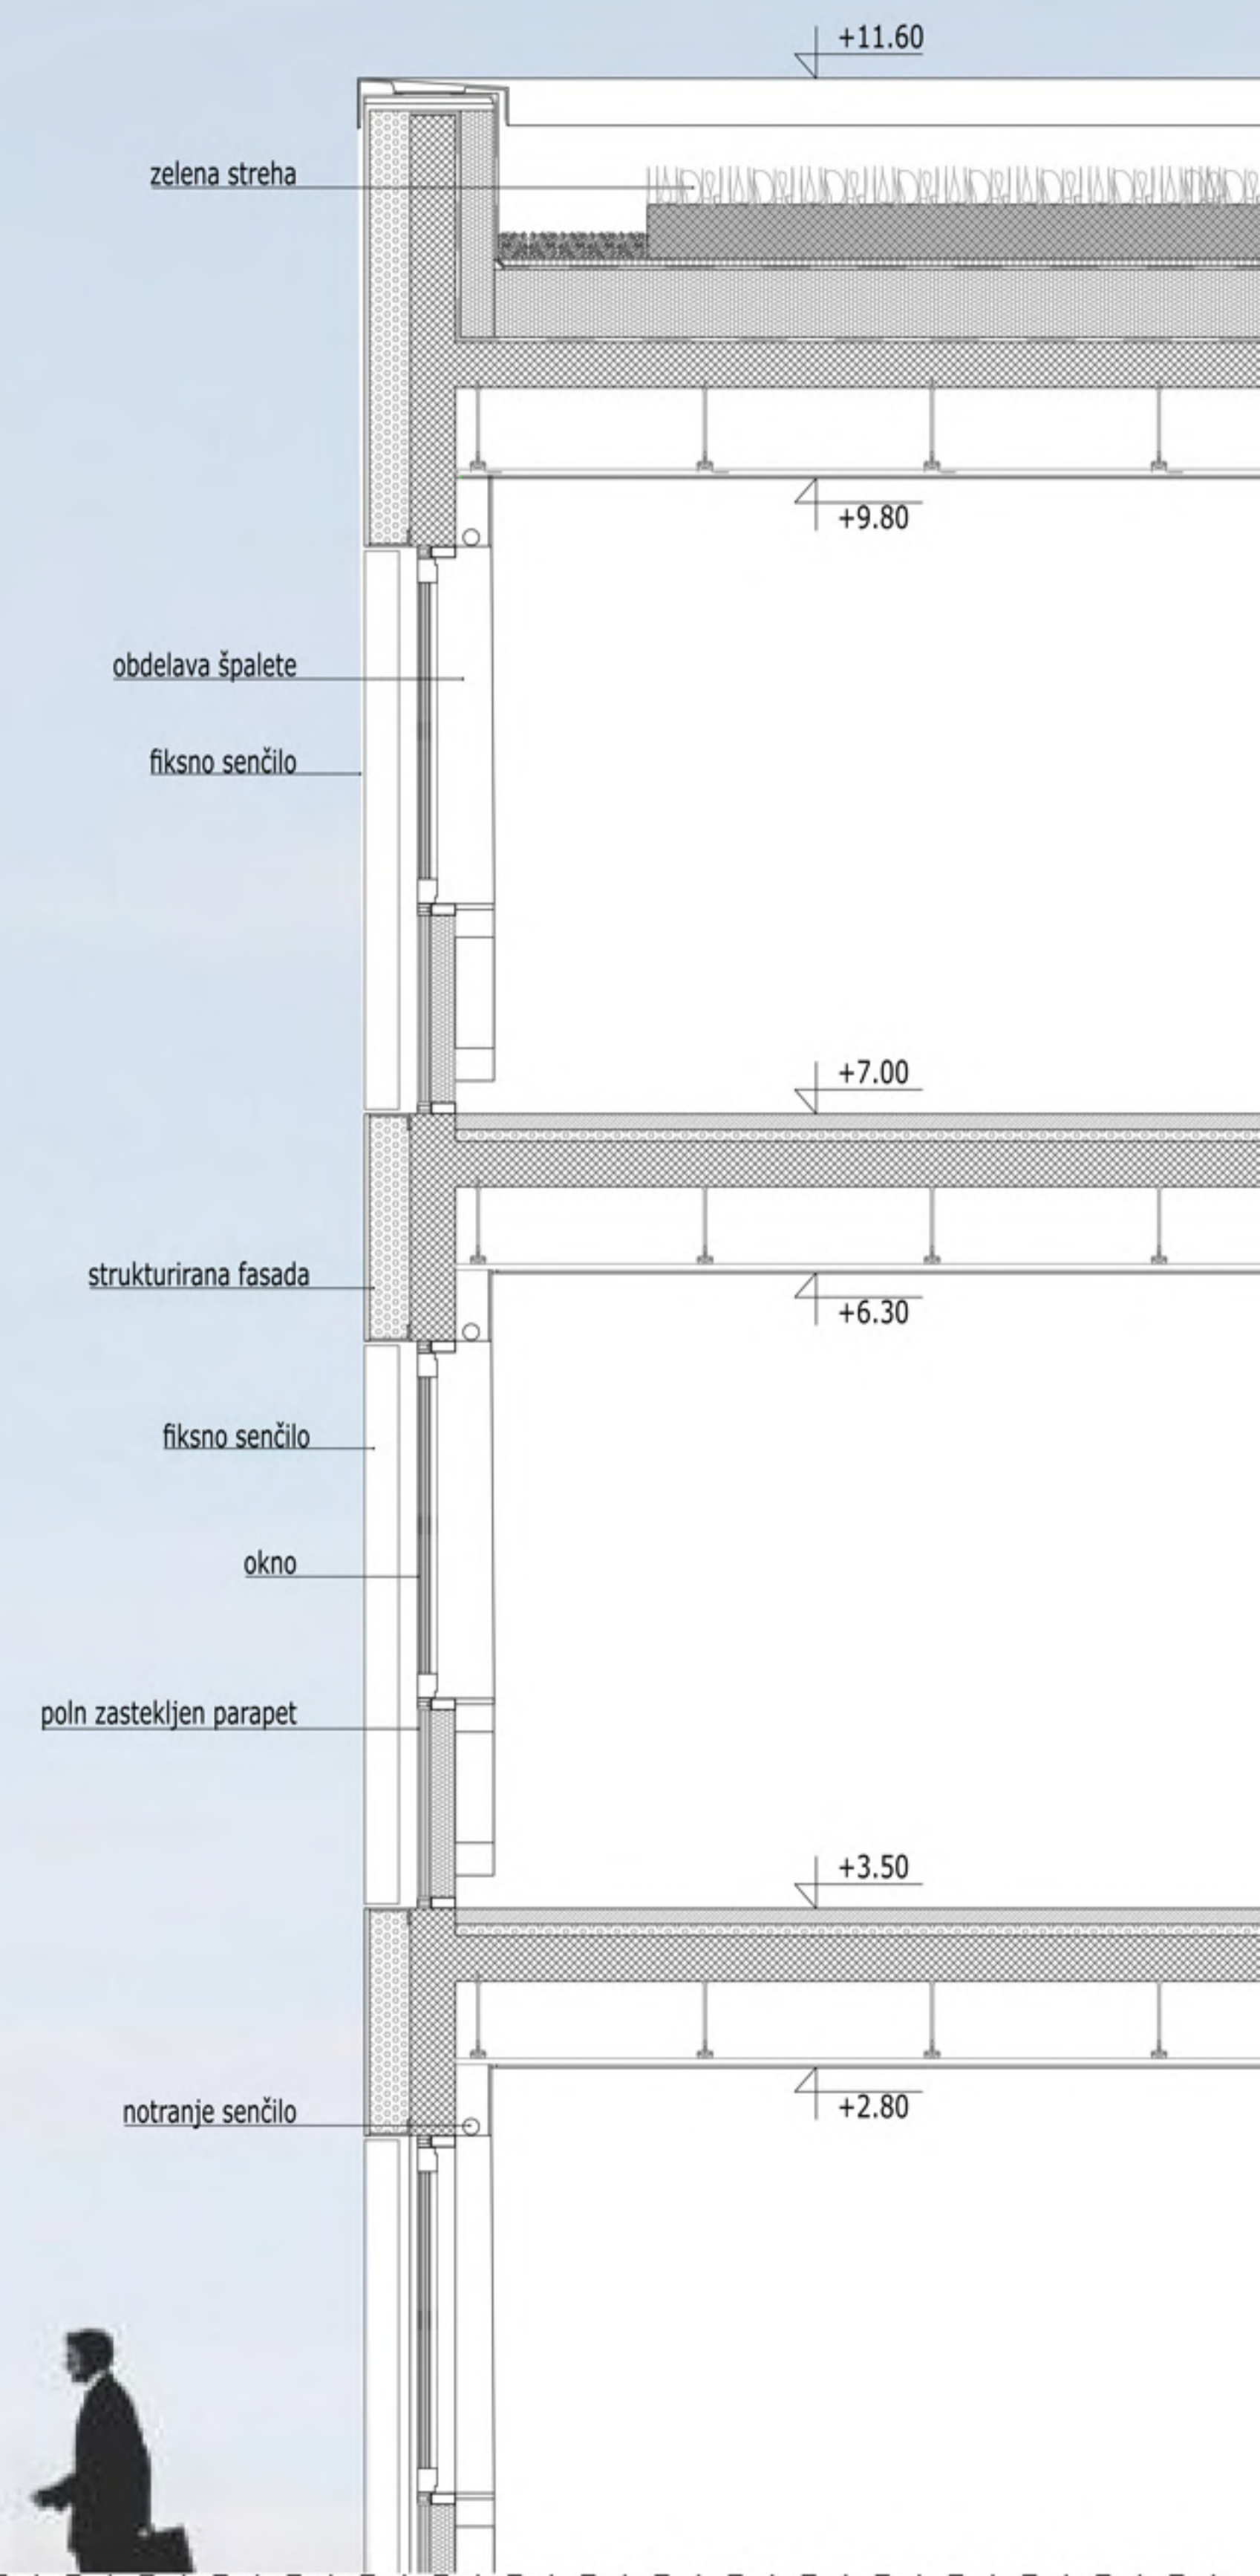 +11.60
zelena streha
+9.80
obdelava špalete
fiksno senčilo
+7.00
strukturirana fasada
+6.30
fiksno senčilo
okno
poln zastekljen parapet
+3.50
notranje senčilo
+2.80